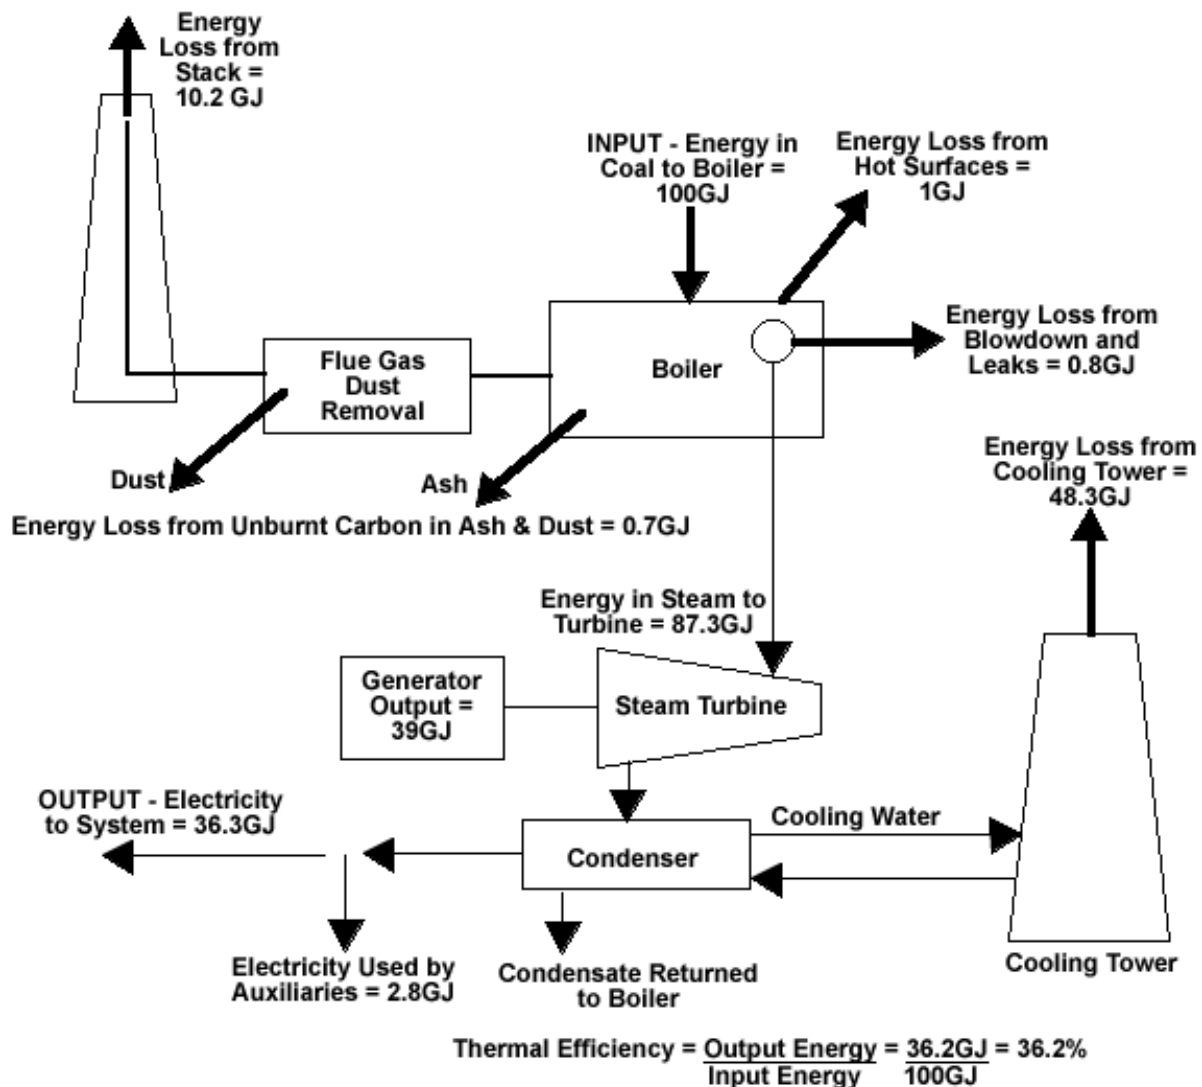 Energy
Loss from
Stack =
10.2 GJ
INPUT - Energy in
Coal to Boiler =
100GJ
Energy Loss from
Hot Surfaces =
1GJ
Flue Gas
Dust
Removal
Boiler
Energy Loss from
Blowdown and
Leaks = 0.8GJ
Dust
Ash
Energy Loss from Unburnt Carbon in Ash & Dust = 0.7GJ
Energy Loss from
Cooling Tower =
48.3GJ
Energy in Steam to
Turbine = 87.3GJ
Generator
Output =
39GJ
Steam Turbine
OUTPUT - Electricity
to System = 36.3GJ
Condenser
Cooling Water
Electricity Used by
Auxiliaries = 2.8GJ
Condensate Returned
to Boiler
Cooling Tower
Thermal Efficiency = Output Energy = 36.2GJ = 36.2%
Input Energy 100GJ